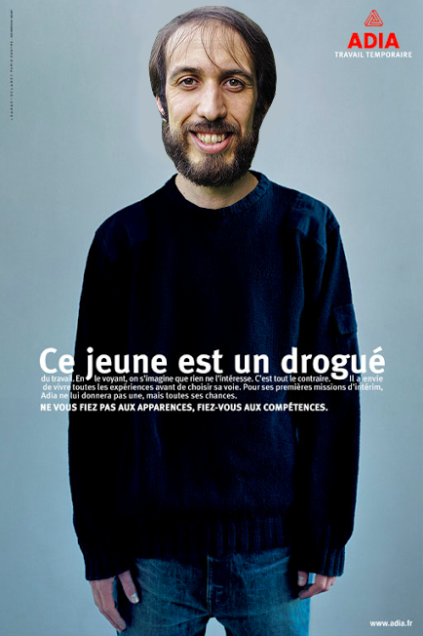 ADIA
TRAVAIL TEMPORAIRE
Ce jeune est un drogué
du travail. En le voyant, on s'imagine que rien ne l'intéresse. C'est tout le contraire. Il a envie
de vivre toutes les expériences avant de choisir sa voie. Pour ses premières missions d'intérim,
Adia ne lui donnera pas une, mais toutes ses chances.
NE VOUS FIEZ PAS AUX APPARENCES, FIEZ-VOUS AUX COMPÉTENCES.
www.adia.fr